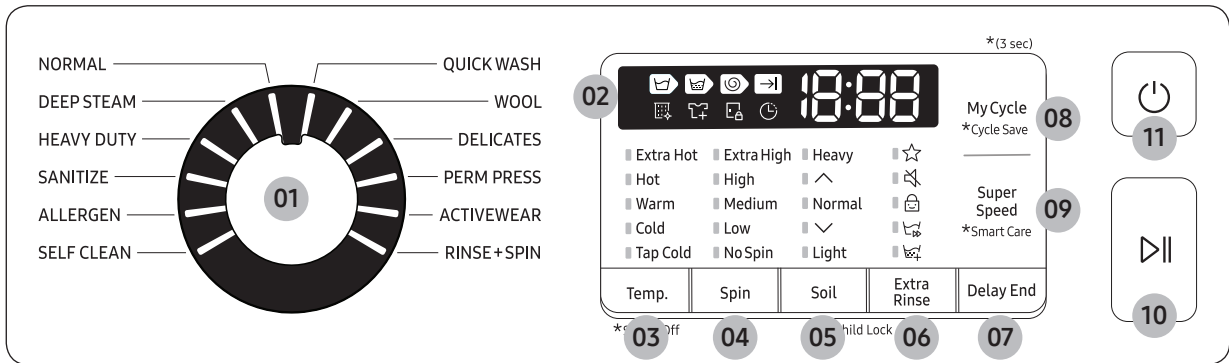 *(3 sec)
NORMAL
QUICK WASH
DEEP STEAM
WOOL
HEAVY DUTY
DELICATES
SANITIZE
PERM PRESS
ALLERGEN
ACTIVEWEAR
SELF CLEAN
RINSE+SPIN
01
02
18:88
Extra Hot
Extra High
Heavy
Hot
High
Warm
Medium
Normal
Cold
Low
Tap Cold
No Spin
Light
My Cycle
*Cycle Save
08
Super
Speed
*Smart Care
09
Temp.
Spin
Soil
Extra
Rinse
Delay End
03
04
05
06
07
Lock
11
10